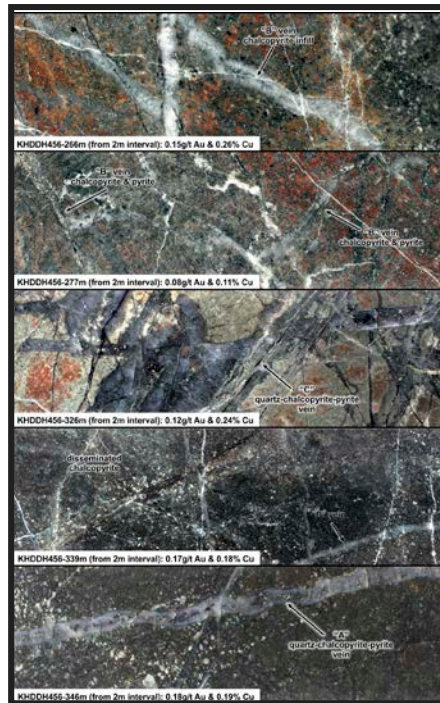 "B" vein
chalcopyrite infill
KHDDH456-266m (from 2m interval): 0.15g/t Au & 0.26% Cu
"B" vein
chalcopyrite & pyrite
"B" vein
chalcopyrite & pyrite
KHDDH456-277m (from 2m interval): 0.08g/t Au & 0.11% Cu
"C"
quartz-chalcopyrite-pyrite
vein
KHDDH456-326m (from 2m interval): 0.12g/t Au & 0.24% Cu
disseminated
chalcopyrite
vein
KHDDH456-339m (from 2m interval): 0.17g/t Au & 0.18% Cu
"A"
quartz-chalcopyrite-pyrite
vein
KHDDH456-346m (from 2m interval): 0.18g/t Au & 0.19% Cu